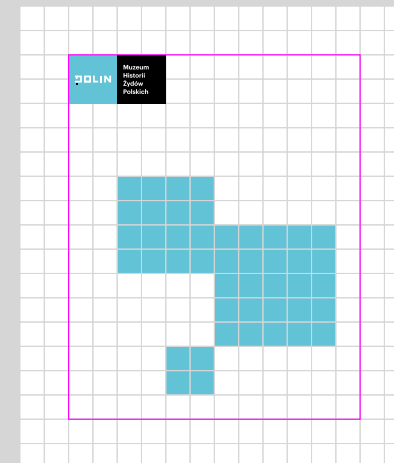 POLIN
Muzeum
Historii
Żydów
Polskich